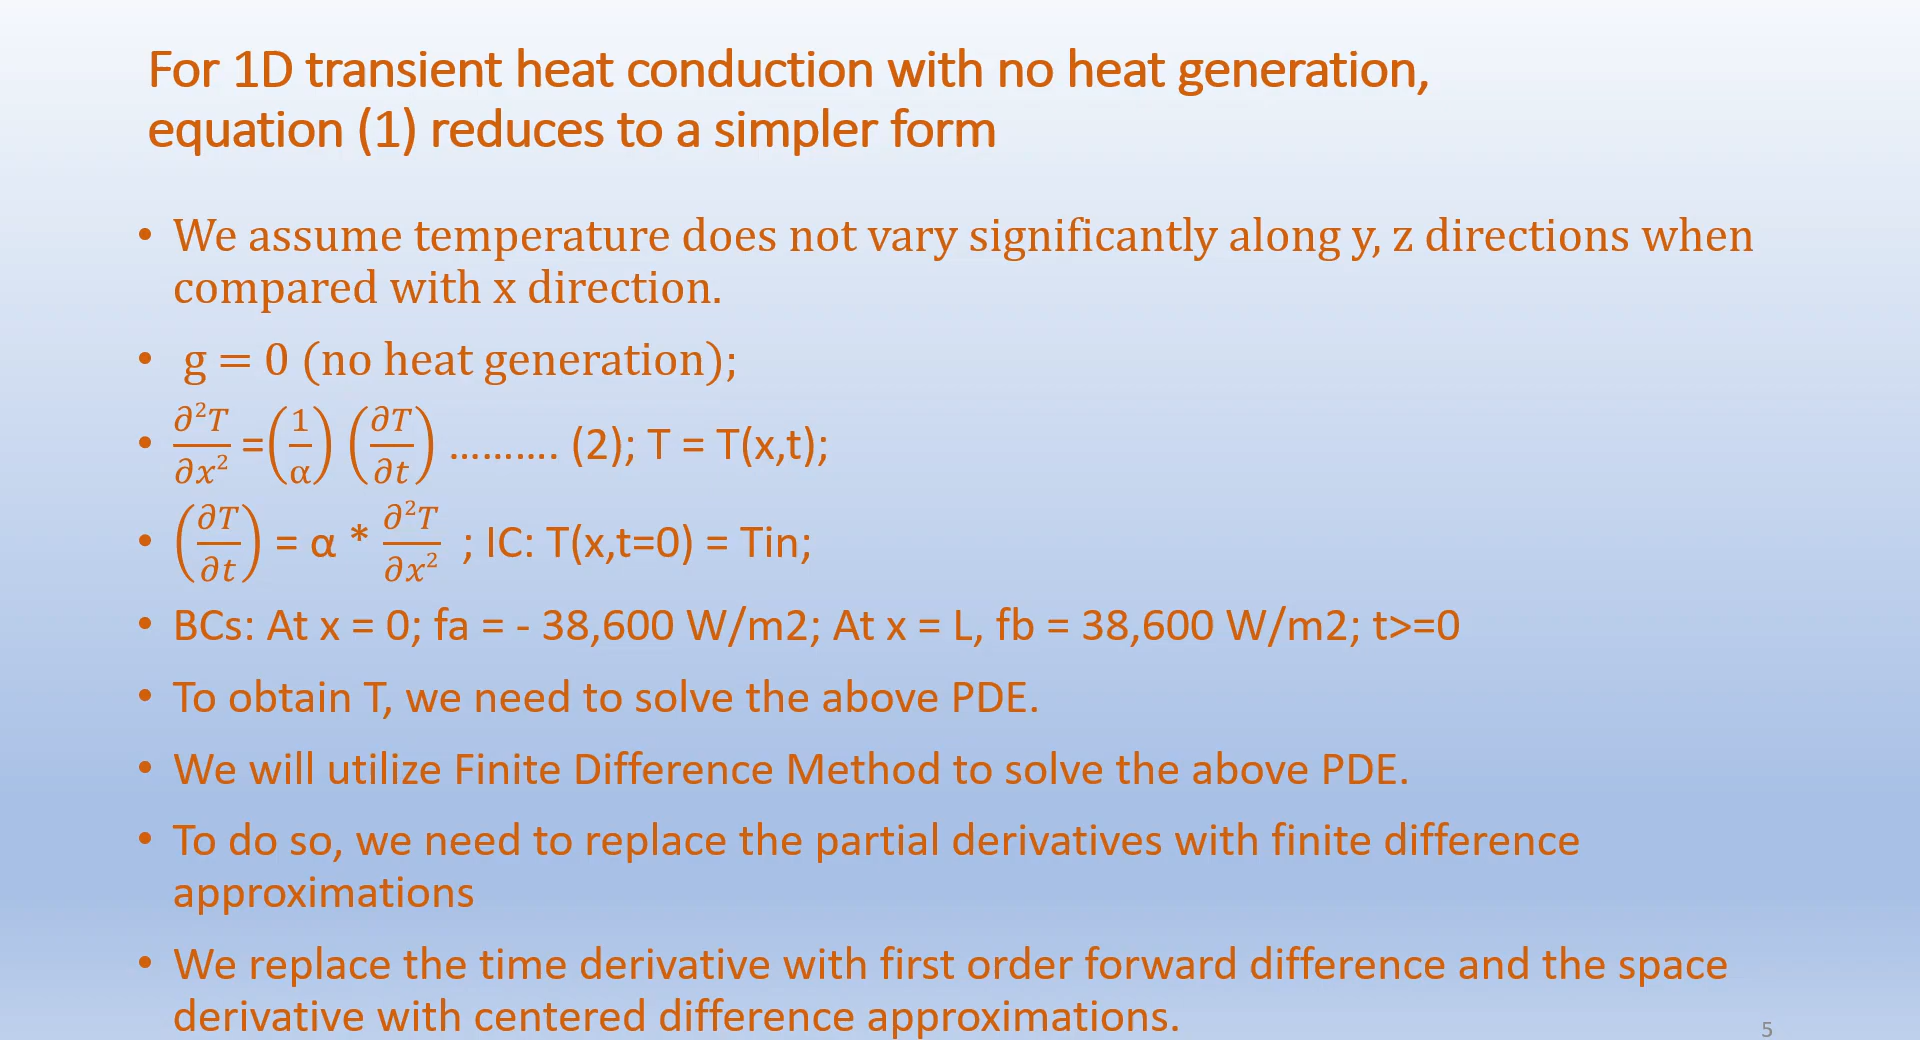 For 1D transient heat conduction with no heat generation,
equation (1) reduces to a simpler form
• We assume temperature does not vary significantly along y, z directions when
compared with x direction.
• g = 0 (no heat generation);
• ∂²T/∂x² =(1/α) (∂T/∂t) ………. (2); T = T(x,t);
• (∂T/∂t) = α * ∂²T/∂x² ; IC: T(x,t=0) = Tin;
• BCs: At x = 0; fa = - 38,600 W/m2; At x = L, fb = 38,600 W/m2; t>=0
• To obtain T, we need to solve the above PDE.
• We will utilize Finite Difference Method to solve the above PDE.
• To do so, we need to replace the partial derivatives with finite difference
approximations
• We replace the time derivative with first order forward difference and the space
derivative with centered difference approximations.
5